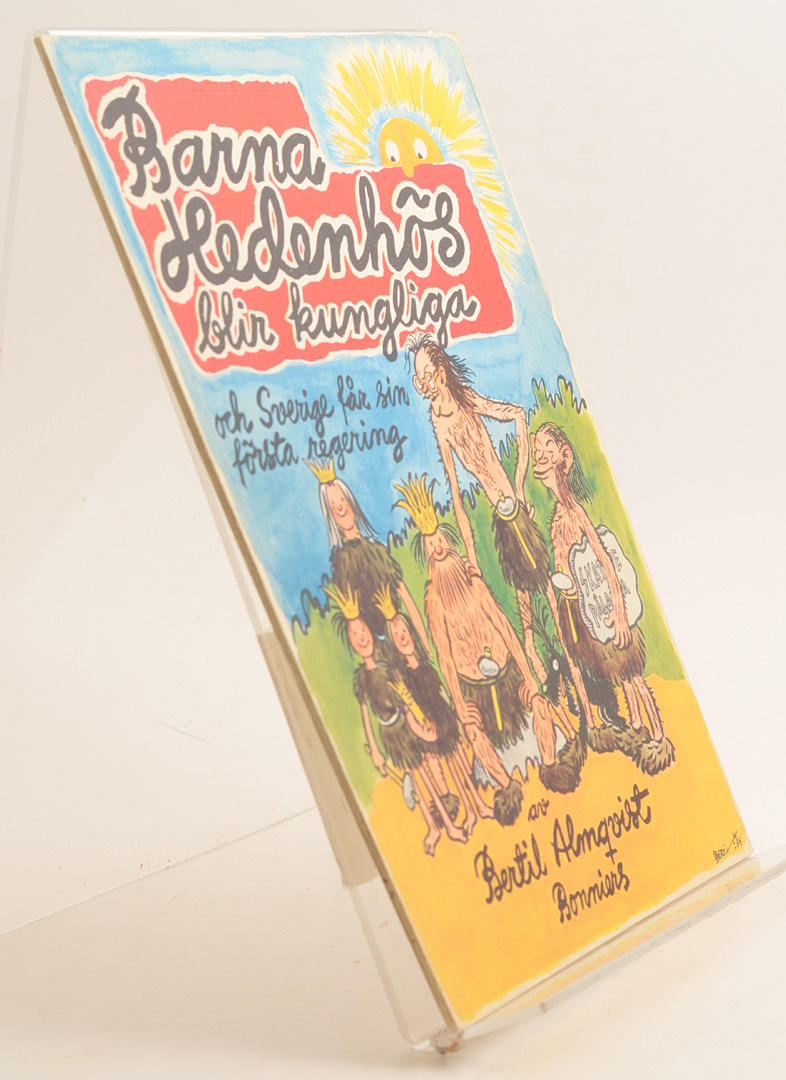 Barna
Hedenhös
blir kungliga
och Sverige får sin
första regering
av
Bertil Almqvist
+
Bonniers